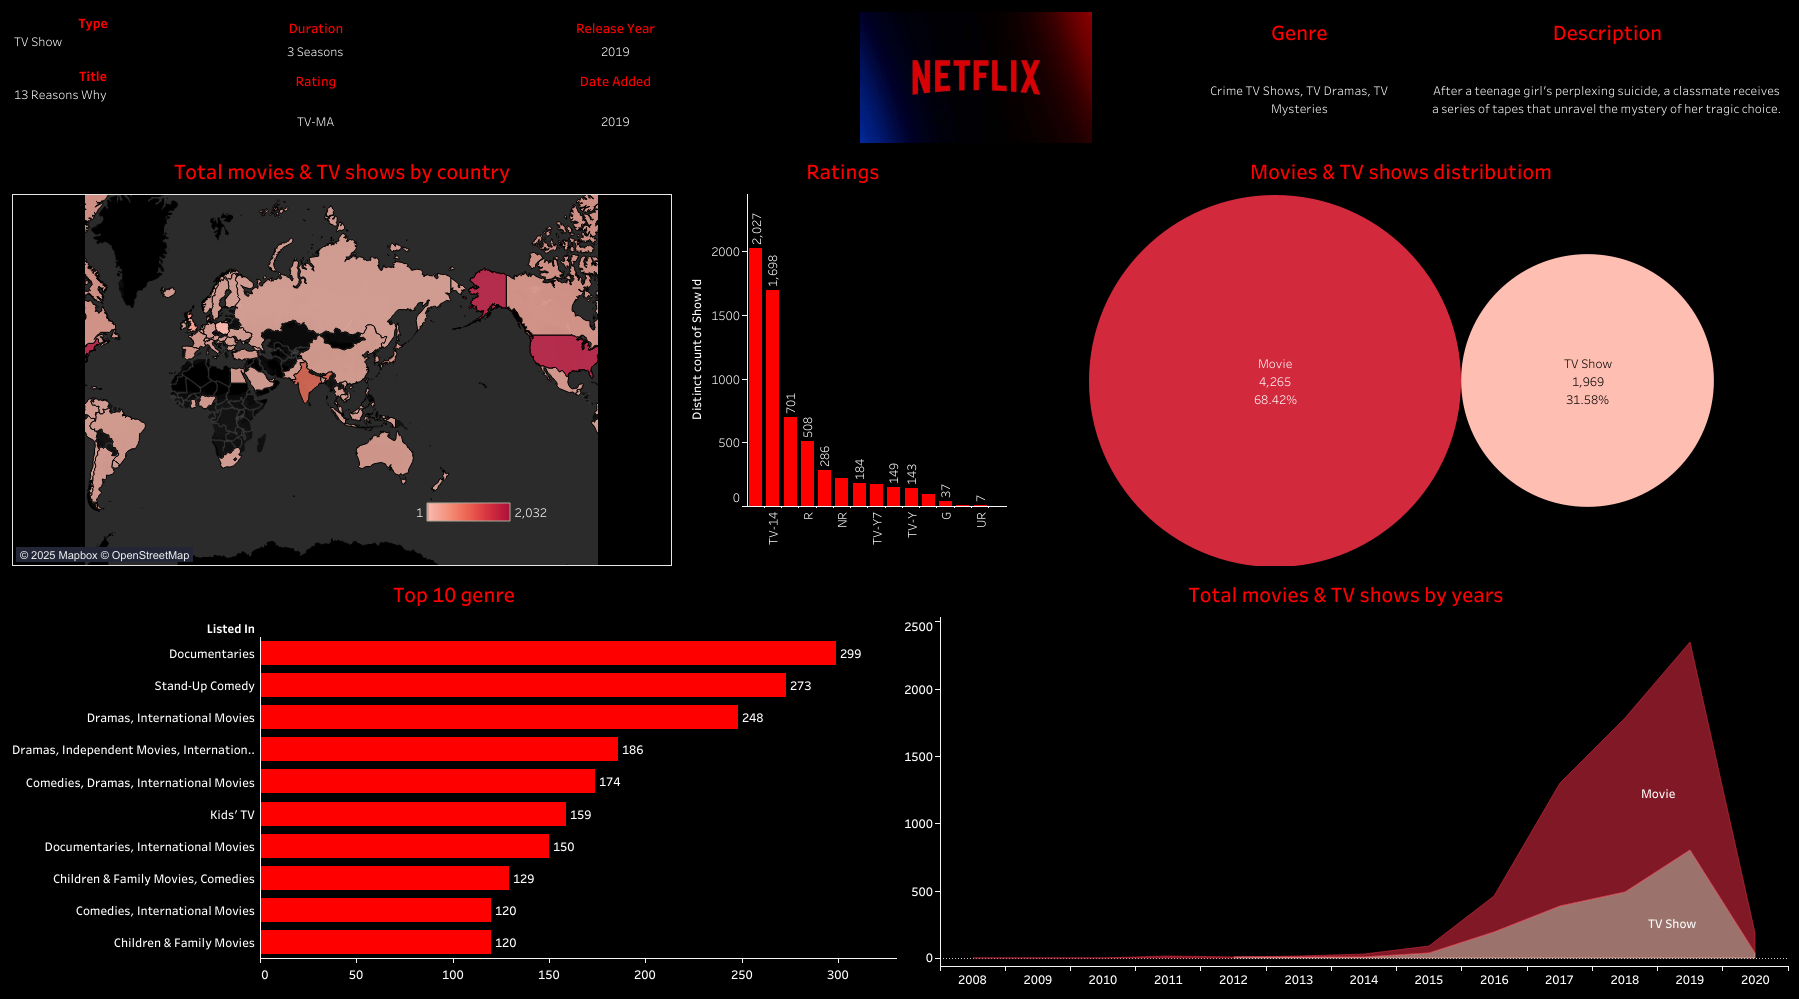 Type
TV Show
Title
13 Reasons Why
Duration
3 Seasons
Rating
TV-MA
Release Year
2019
Date Added
2019
NETFLIX
Genre
Crime TV Shows, TV Dramas, TV
Mysteries
Description
After a teenage girl's perplexing suicide, a classmate receives
a series of tapes that unravel the mystery of her tragic choice.
Total movies & TV shows by country
1
2,032
© 2025 Mapbox © OpenStreetMap
Ratings
Distinct count of Show Id
2000
1500
1000
500
0
2,027
1,698
701
508
286
184
149
143
37
7
TV-14
R
NR
TV-Y7
TV-Y
G
UR
Movies & TV shows distributiom
Movie
4,265
68.42%
TV Show
1,969
31.58%
Top 10 genre
Listed In
Documentaries
299
Stand-Up Comedy
273
Dramas, International Movies
248
Dramas, Independent Movies, Internation..
186
Comedies, Dramas, International Movies
174
Kids' TV
159
Documentaries, International Movies
150
Children & Family Movies, Comedies
129
Comedies, International Movies
120
Children & Family Movies
120
0
50
100
150
200
250
300
Total movies & TV shows by years
2500
2000
1500
1000
500
0
Movie
TV Show
2008
2009
2010
2011
2012
2013
2014
2015
2016
2017
2018
2019
2020